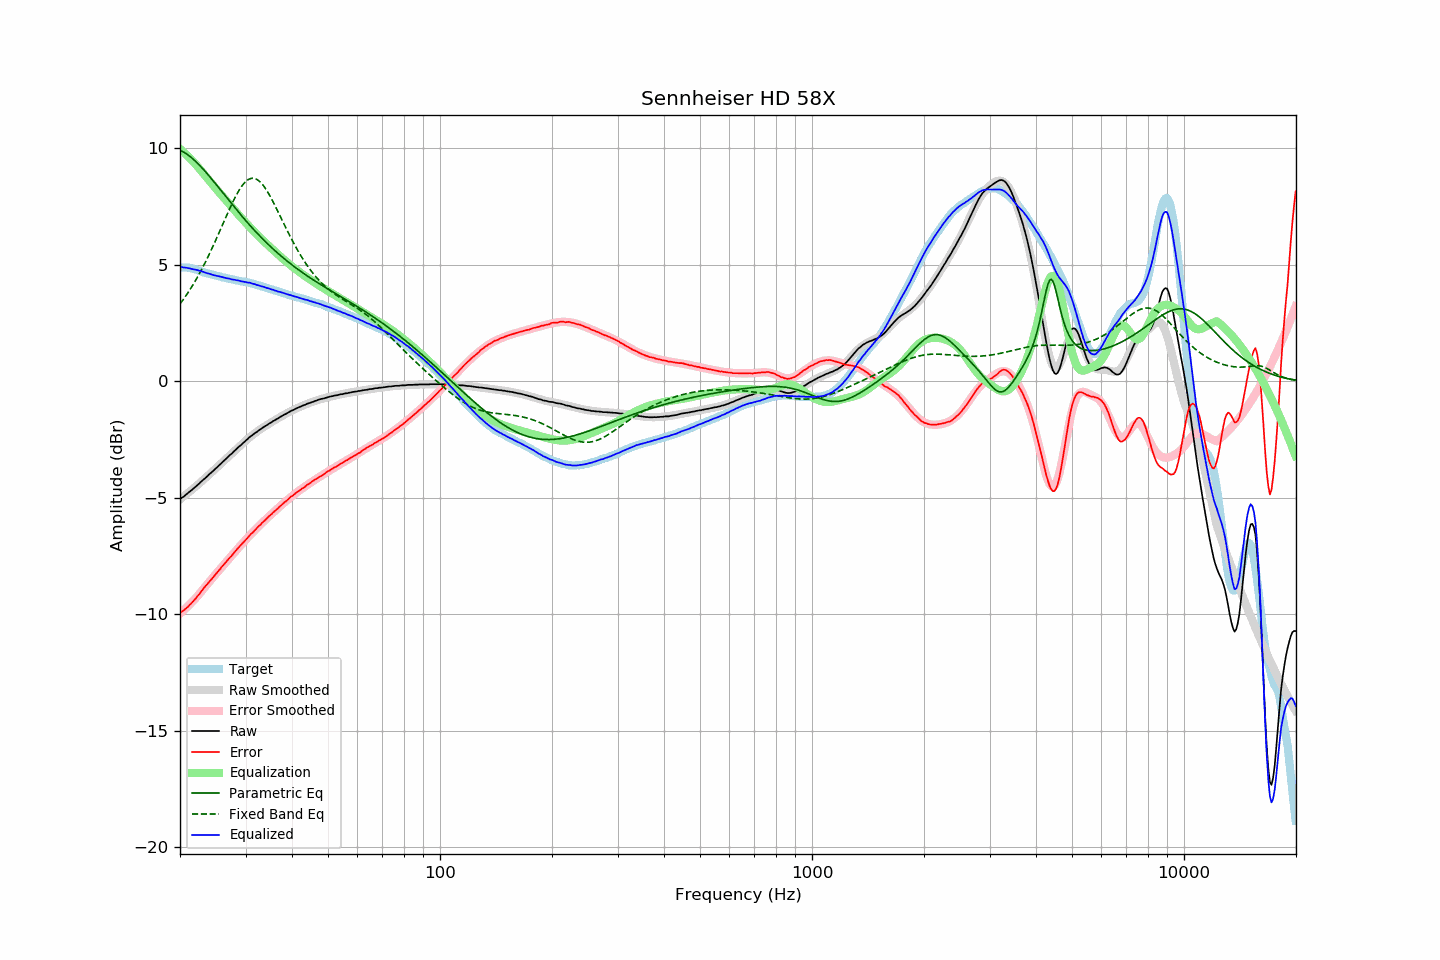 Sennheiser HD 58X
Amplitude (dBr)
10
5
0
−5
−10
−15
−20
Target
Raw Smoothed
Error Smoothed
Raw
Error
Equalization
Parametric Eq
Fixed Band Eq
Equalized
100
1000
10000
Frequency (Hz)